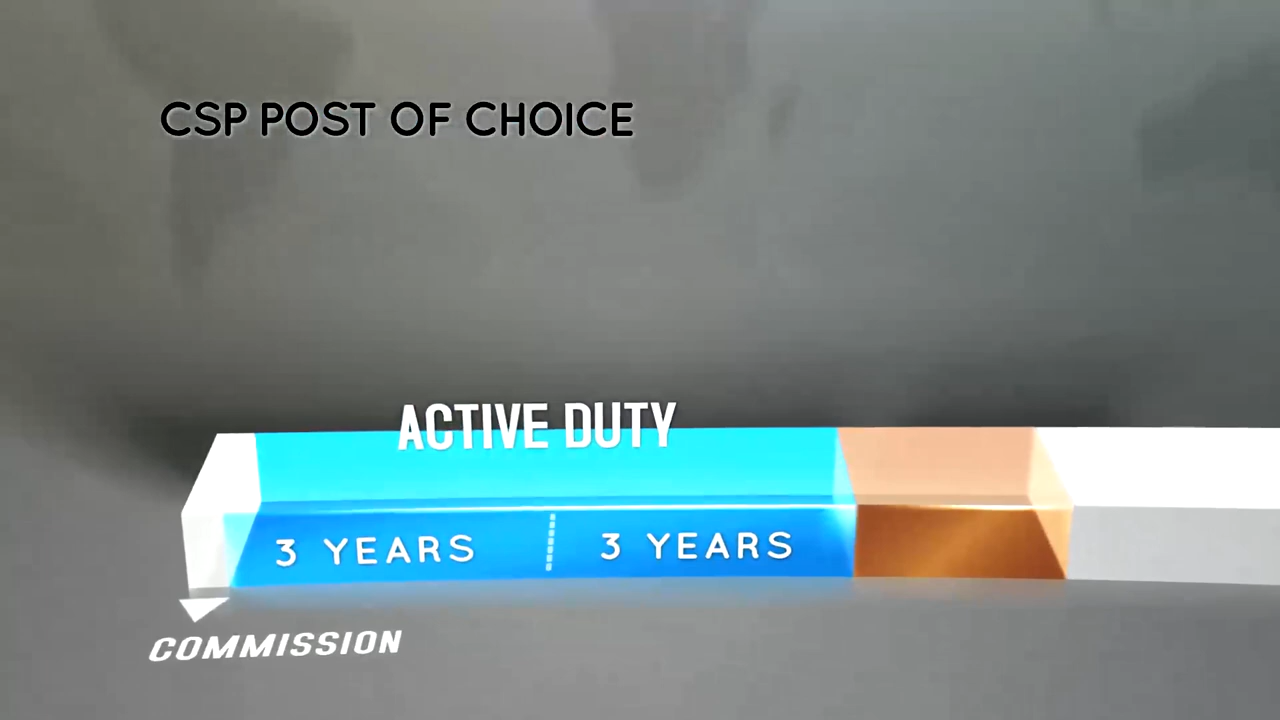 CSP POST OF CHOICE
ACTIVE DUTY
3 YEARS
3 YEARS
COMMISSION